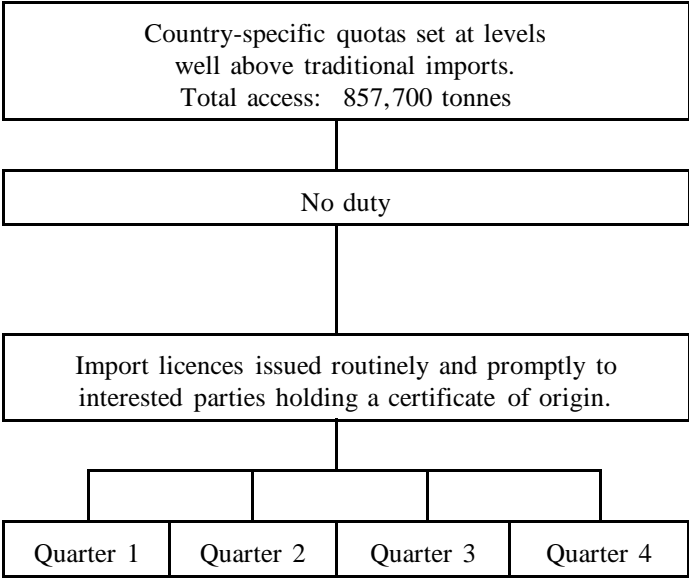 Country-specific quotas set at levels
well above traditional imports.
Total access: 857,700 tonnes
No duty
Import licences issued routinely and promptly to
interested parties holding a certificate of origin.
Quarter 1 Quarter 2 Quarter 3 Quarter 4